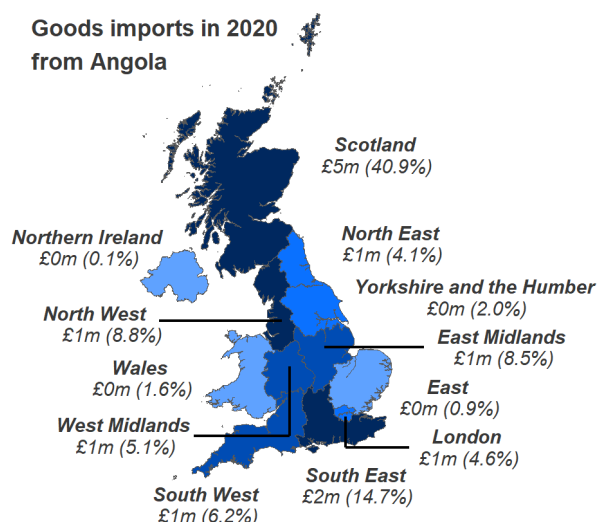 Goods imports in 2020
from Angola
Scotland
£5m (40.9%)
Northern Ireland
£0m (0.1%)
North East
£1m (4.1%)
Yorkshire and the Humber
£0m (2.0%)
North West
£1m (8.8%)
East Midlands
£1m (8.5%)
Wales
£0m (1.6%)
East
£0m (0.9%)
West Midlands
£1m (5.1%)
London
£1m (4.6%)
South East
£2m (14.7%)
South West
£1m (6.2%)